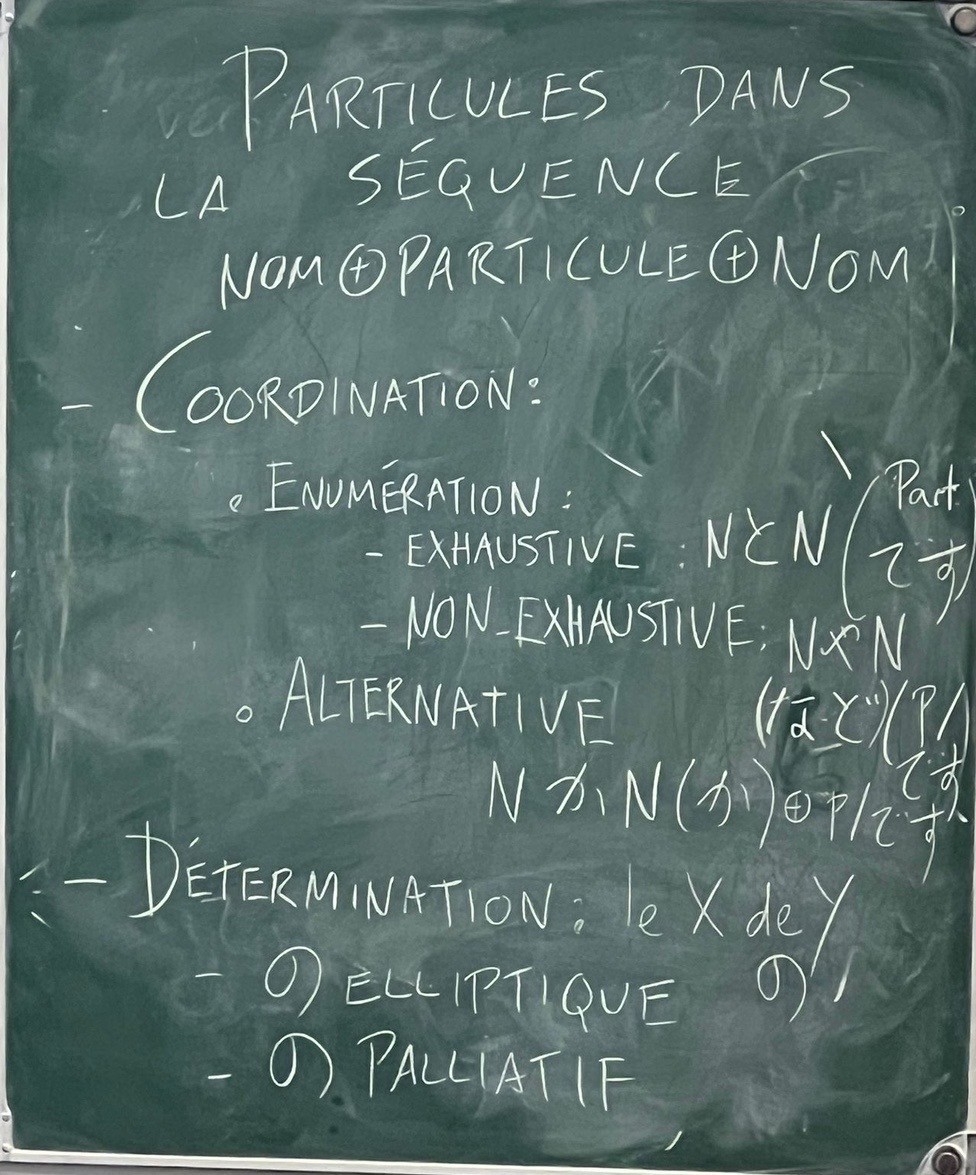 PARTICULES DANS
LA SÉQUENCE
NOM⊕PARTICULE⊕NOM
- COORDINATION:
• ENUMÉRATION:
- EXHAUSTIVE : NとN (Part
です)
- NON-EXHAUSTIVE: NやN
(など)(P/
です
• ALTERNATIVE
NかN(か)⊕P/です
- DÉTERMINATION: le X de Y
の
- の ELLIPTIQUE
- の PALLIATIF